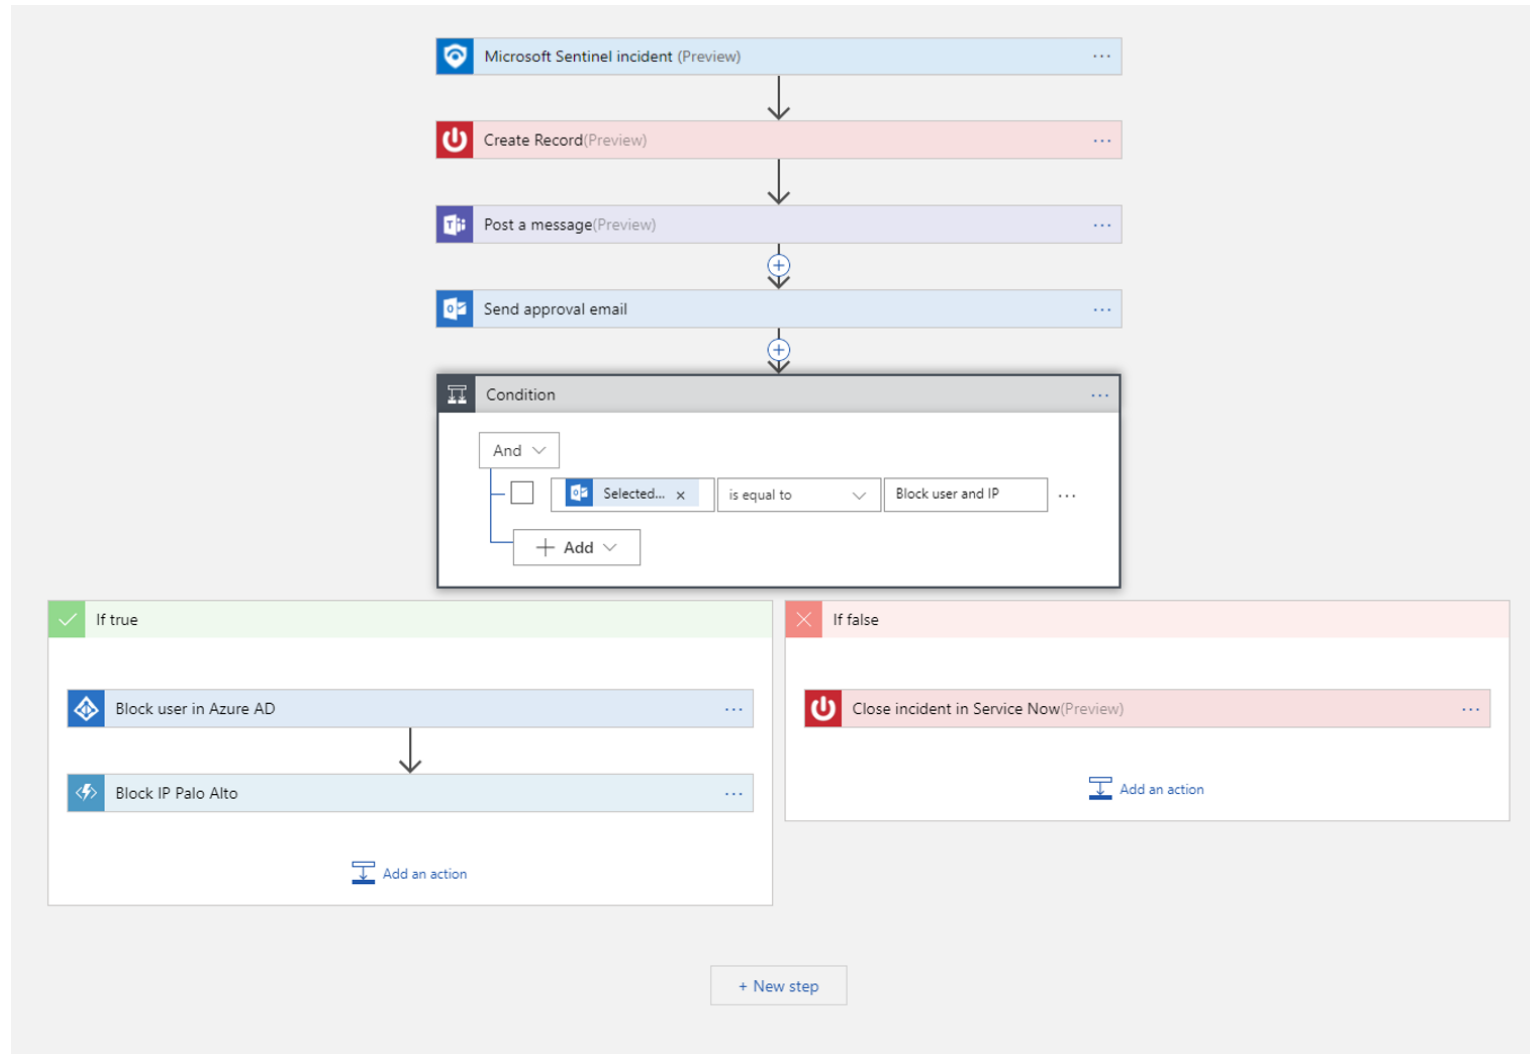 Microsoft Sentinel incident (Preview)
Create Record(Preview)
Post a message(Preview)
Send approval email
Condition
And
Selected... × is equal to Block user and IP
+ Add
If true
If false
Block user in Azure AD
Close incident in Service Now(Preview)
Block IP Palo Alto
Add an action
Add an action
+ New step